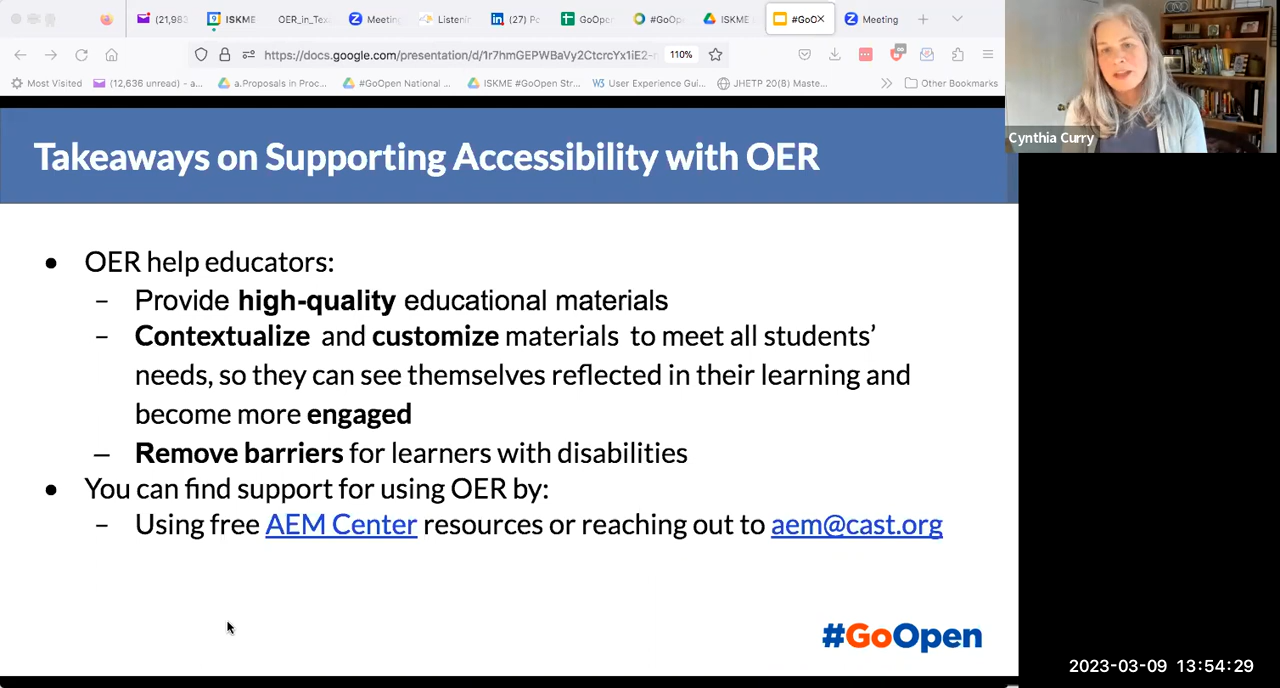 (21,983
ISKME
OER_in_Tex
Meeting
Listenin
(27) Po
GoOper
#GoOp
ISKME
#GoO
Meeting
https://docs.google.com/presentation/d/1r7hmGEPWBaVy2CtcrcYx1iE2-
110%
Most Visited
(12,636 unread) - a...
a.Proposals in Proc...
#GoOpen National ...
ISKME #GoOpen Str...
User Experience Gui...
JHETP 20(8) Maste...
Other Bookmarks
Cynthia Curry
Takeaways on Supporting Accessibility with OER
• OER help educators:
– Provide high-quality educational materials
– Contextualize and customize materials to meet all students'
needs, so they can see themselves reflected in their learning and
become more engaged
– Remove barriers for learners with disabilities
• You can find support for using OER by:
– Using free AEM Center resources or reaching out to aem@cast.org
#GoOpen
2023-03-09 13:54:29